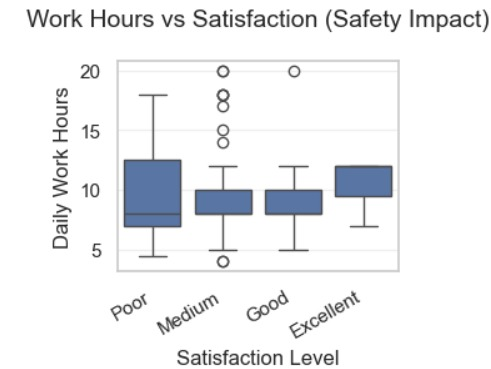 Work Hours vs Satisfaction (Safety Impact)
Daily Work Hours
20
15
10
5
Poor
Medium
Good
Excellent
Satisfaction Level